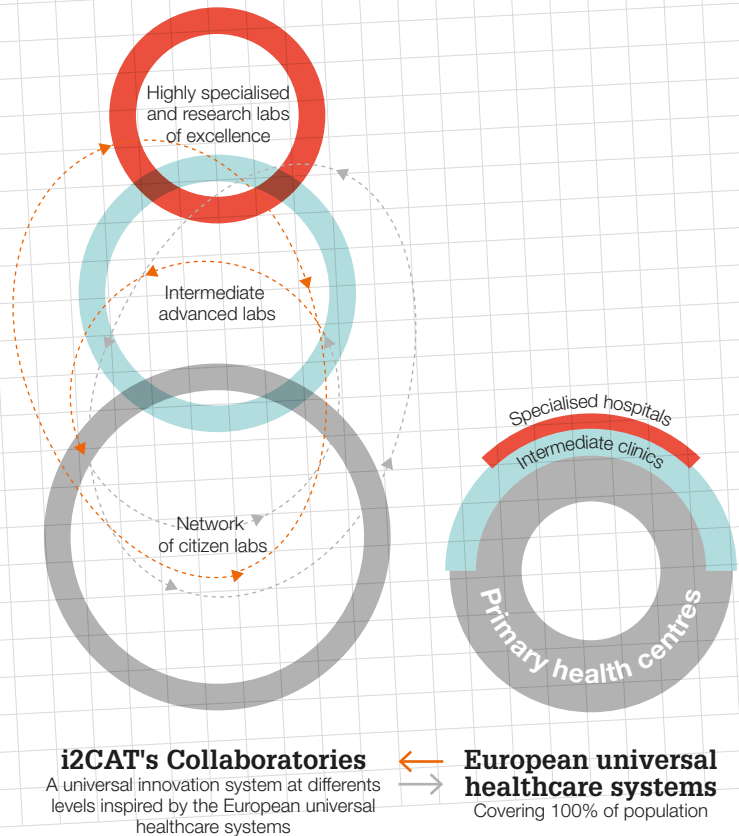 Highly specialised
and research labs
of excellence
Intermediate
advanced labs
Network
of citizen labs
Specialised hospitals
Intermediate clinics
Primary health centres
i2CAT's Collaboratories
A universal innovation system at differents
levels inspired by the European universal
healthcare systems
European universal
healthcare systems
Covering 100% of population